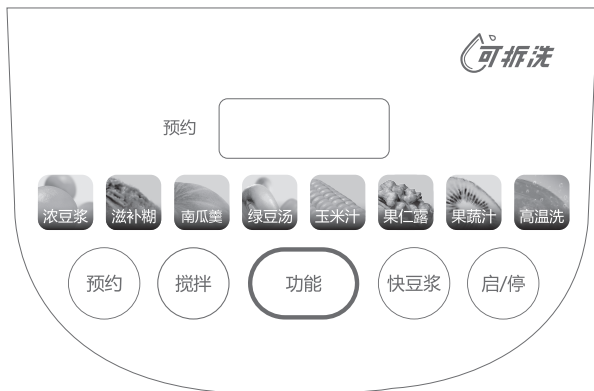 可拆洗
预约
浓豆浆 滋补糊 南瓜羹 绿豆汤 玉米汁 果仁露 果蔬汁 高温洗
预约 搅拌 功能 快豆浆 启/停